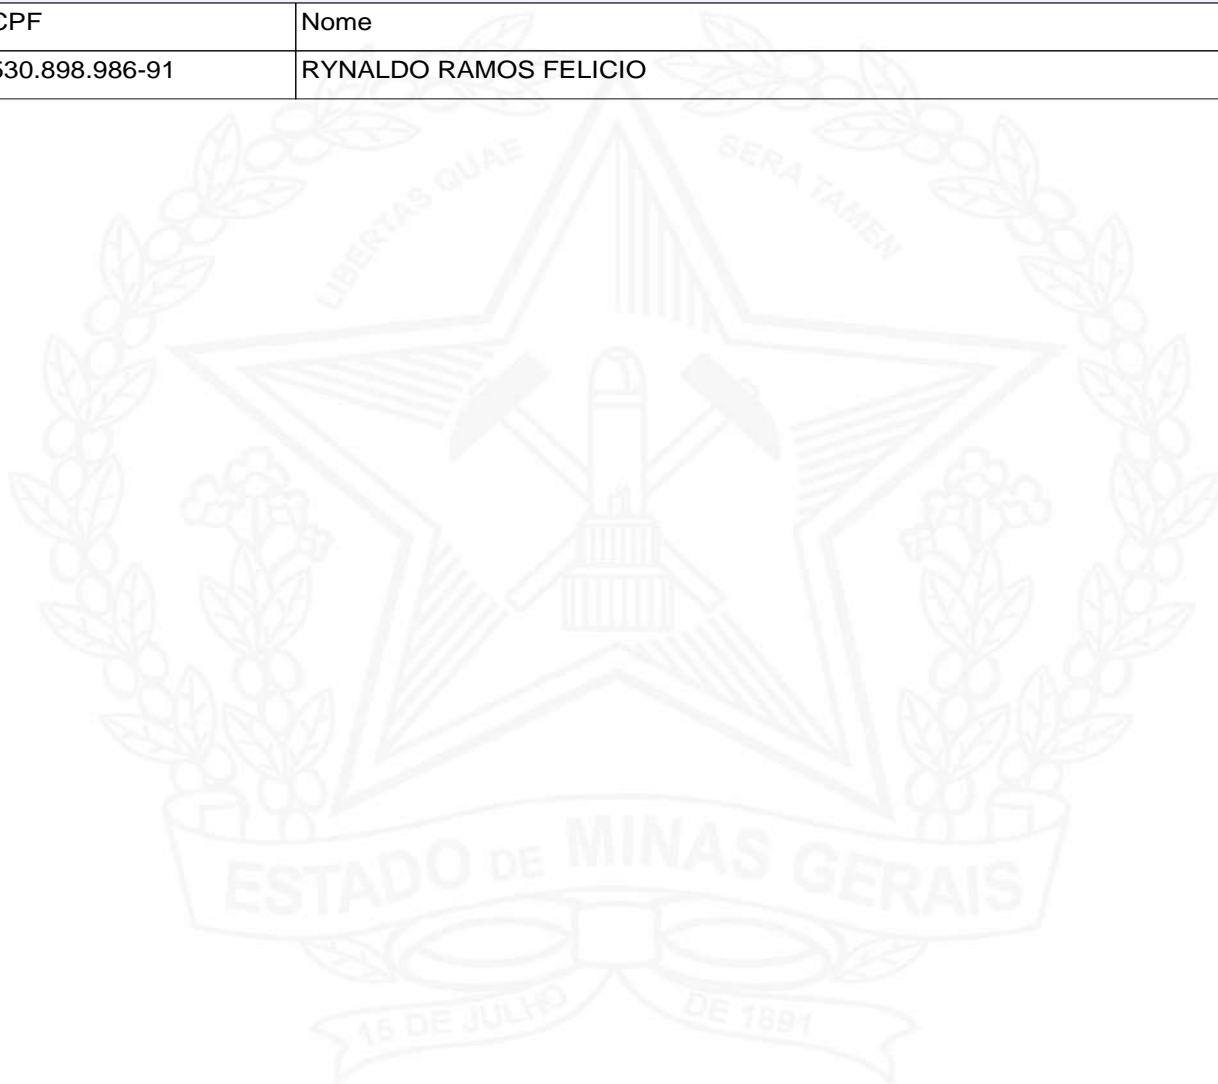 CPF Nome
530.898.986-91 RYNALDO RAMOS FELICIO
LIBERTAS QUAE SERA TAMEN
ESTADO DE MINAS GERAIS
15 DE JULHO DE 1891